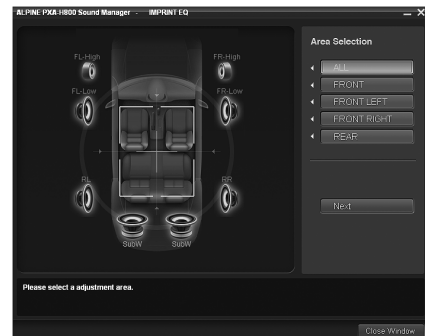 ALPINE PXA-H800 Sound Manager - IMPRINT EQ
FL-High
FR-High
FL-Low
FR-Low
RL
RR
SubW
SubW
Area Selection
ALL
FRONT
FRONT LEFT
FRONT RIGHT
REAR
Next
Please select a adjustment area.
Close Window